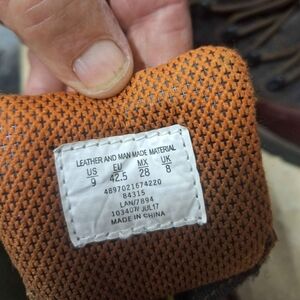 LEATHER AND MAN MADE MATERIAL
US EU MX UK
9 42.5 28 8
4897021674220
84315
LAN/7894
103407/ JUL17
MADE IN CHINA